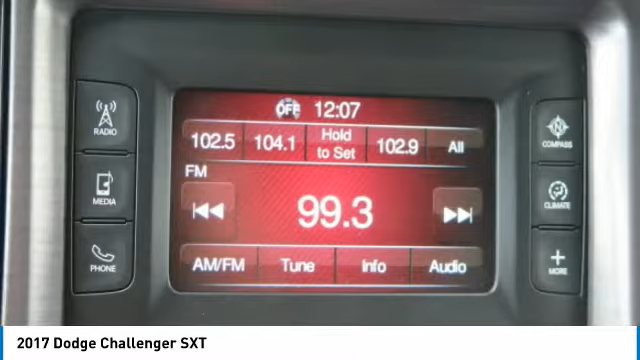 OFF 12:07
102.5 104.1 Hold to Set 102.9 All
FM
99.3
AM/FM Tune Info Audio
RADIO
MEDIA
PHONE
COMPASS
CLIMATE
MORE
2017 Dodge Challenger SXT